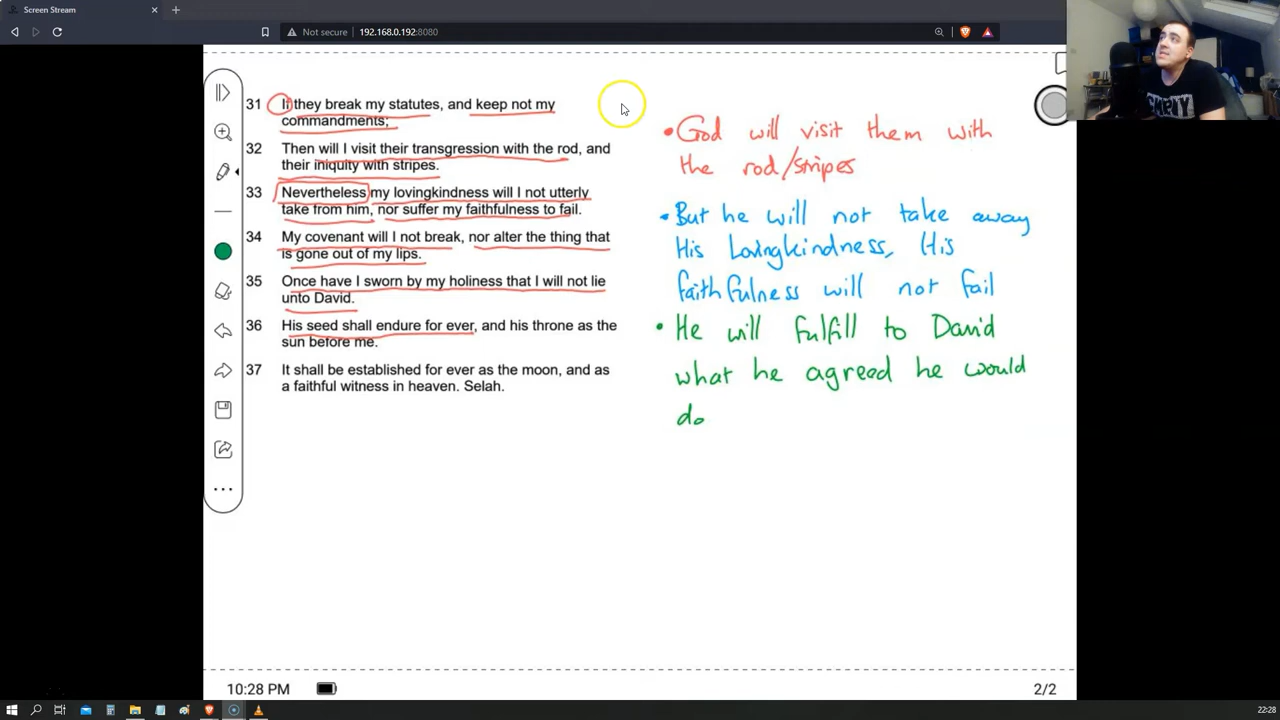 Screen Stream
Not secure 192.168.0.192:8080
31 If they break my statutes, and keep not my
commandments;
32 Then will I visit their transgression with the rod, and
their iniquity with stripes.
33 Nevertheless my lovingkindness will I not utterly
take from him, nor suffer my faithfulness to fail.
34 My covenant will I not break, nor alter the thing that
is gone out of my lips.
35 Once have I sworn by my holiness that I will not lie
unto David.
36 His seed shall endure for ever, and his throne as the
sun before me.
37 It shall be established for ever as the moon, and as
a faithful witness in heaven. Selah.
• God will visit them with
the rod/stripes
• But he will not take away
His Lovingkindness, His
faithfulness will not fail
• He will fulfill to David
what he agreed he would
do
10:28 PM
2/2
22:28